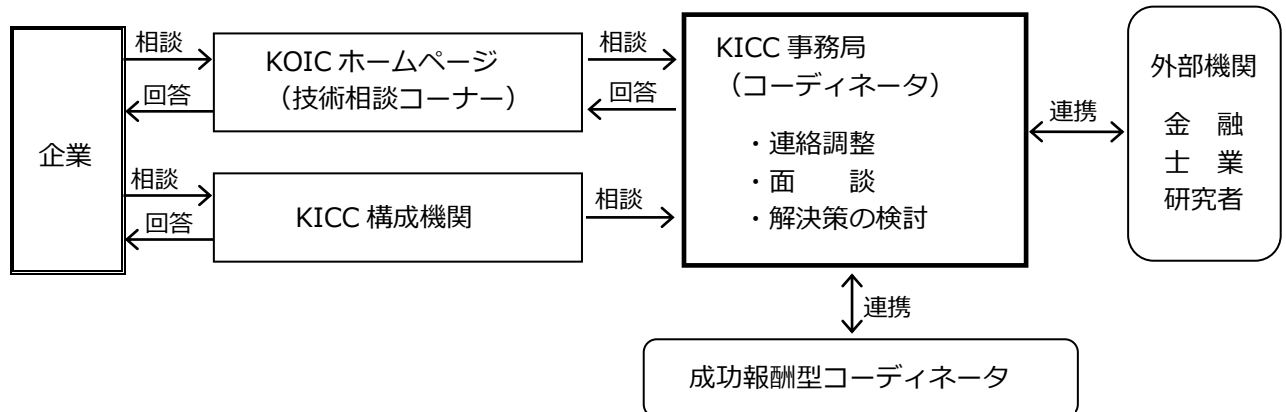 企業
相談
回答
相談
回答
KOIC ホームページ
（技術相談コーナー）
KICC 構成機関
相談
回答
相談
KICC 事務局
（コーディネータ）
・連絡調整
・面　　談
・解決策の検討
連携
外部機関
金　融
士　業
研究者
連携
成功報酬型コーディネータ